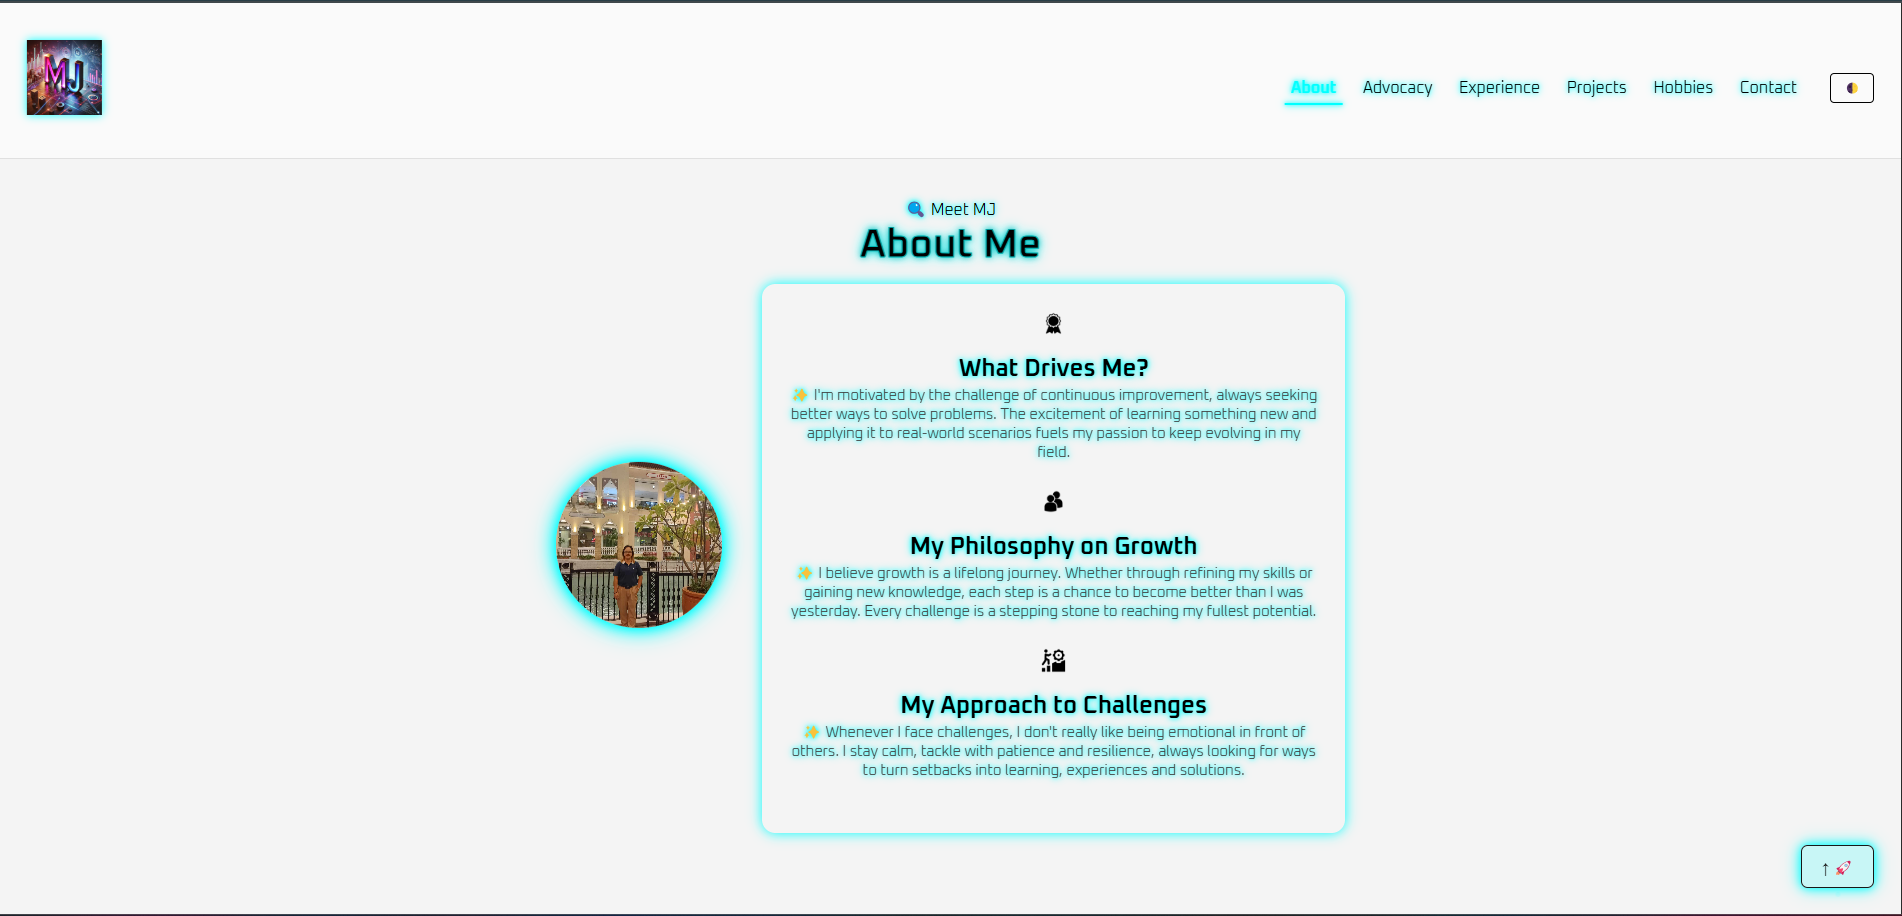 MJ
About Advocacy Experience Projects Hobbies Contact
🔍 Meet MJ
About Me
What Drives Me?
✨ I'm motivated by the challenge of continuous improvement, always seeking
better ways to solve problems. The excitement of learning something new and
applying it to real-world scenarios fuels my passion to keep evolving in my
field.
My Philosophy on Growth
✨ I believe growth is a lifelong journey. Whether through refining my skills or
gaining new knowledge, each step is a chance to become better than I was
yesterday. Every challenge is a stepping stone to reaching my fullest potential.
My Approach to Challenges
✨ Whenever I face challenges, I don't really like being emotional in front of
others. I stay calm, tackle with patience and resilience, always looking for ways
to turn setbacks into learning, experiences and solutions.
↑ 🚀